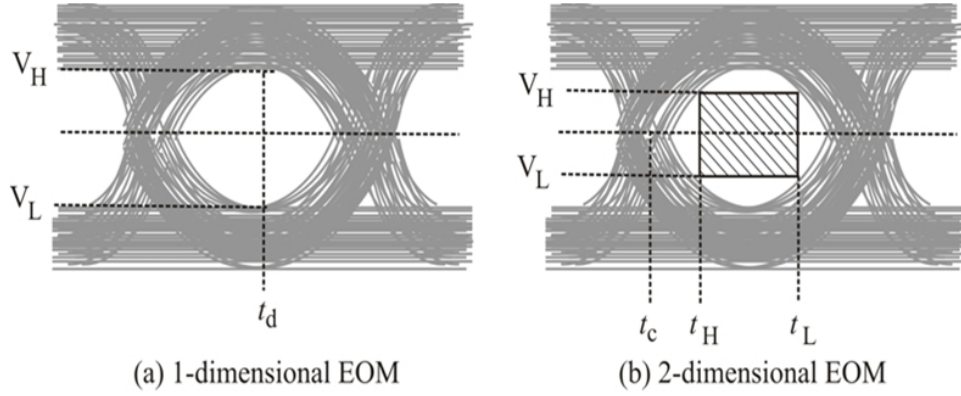 V_H
V_L
t_d
(a) 1-dimensional EOM
V_H
V_L
t_c
t_H
t_L
(b) 2-dimensional EOM